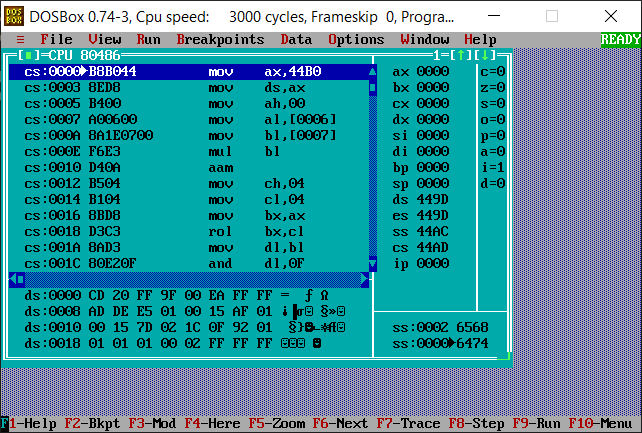 DOSBox 0.74-3, Cpu speed: 3000 cycles, Frameskip 0, Progra...
≡ File View Run Breakpoints Data Options Window Help READY
[■]=CPU 80486 1=[↑][↓]
cs:0000►B8B044 mov ax,44B0 ax 0000 c=0
cs:0003 8ED8 mov ds,ax bx 0000 z=0
cs:0005 B400 mov ah,00 cx 0000 s=0
cs:0007 A00600 mov al,[0006] dx 0000 o=0
cs:000A 8A1E0700 mov bl,[0007] si 0000 p=0
cs:000E F6E3 mul bl di 0000 a=0
cs:0010 D40A aam bp 0000 i=1
cs:0012 B504 mov ch,04 sp 0000 d=0
cs:0014 B104 mov cl,04 ds 449D
cs:0016 8BD8 mov bx,ax es 449D
cs:0018 D3C3 rol bx,cl ss 44AC
cs:001A 8AD3 mov dl,bl cs 44AD
cs:001C 80E20F and dl,0F ip 0000
ds:0000 CD 20 FF 9F 00 EA FF FF = ƒ Ω
ds:0008 AD DE E5 01 00 15 AF 01
ds:0010 00 15 7D 02 1C 0F 92 01
ds:0018 01 01 01 00 02 FF FF FF
ss:0002 6568
ss:0000►6474
F1-Help F2-Bkpt F3-Mod F4-Here F5-Zoom F6-Next F7-Trace F8-Step F9-Run F10-Menu